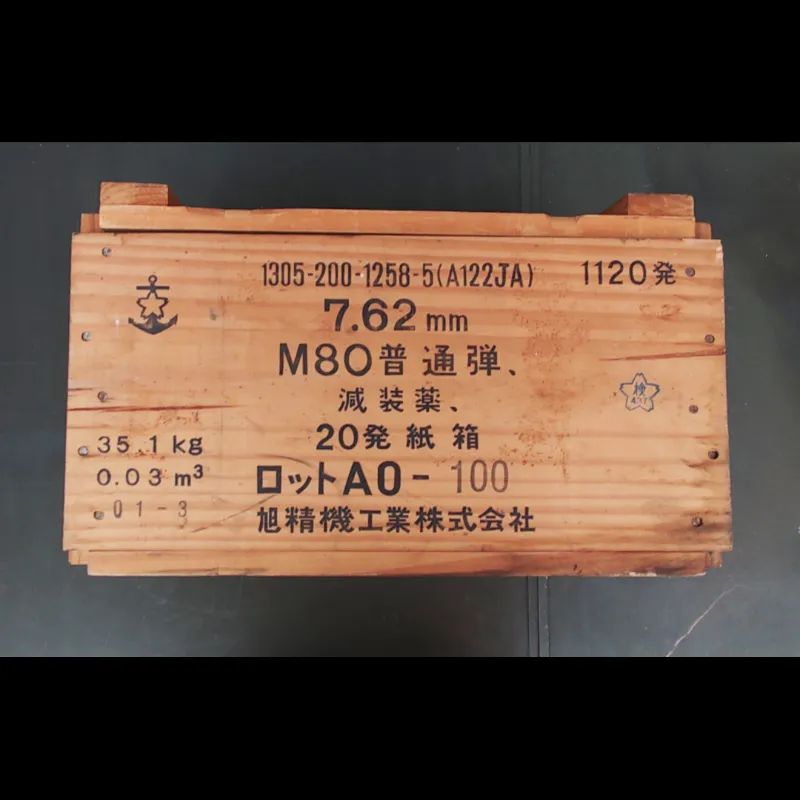 1305-200-1258-5(A122JA) 1120発
7.62mm
M80普通弾、
減装薬、
20発紙箱
ロットAO-100
旭精機工業株式会社
35.1kg
0.03m³
01-3
検